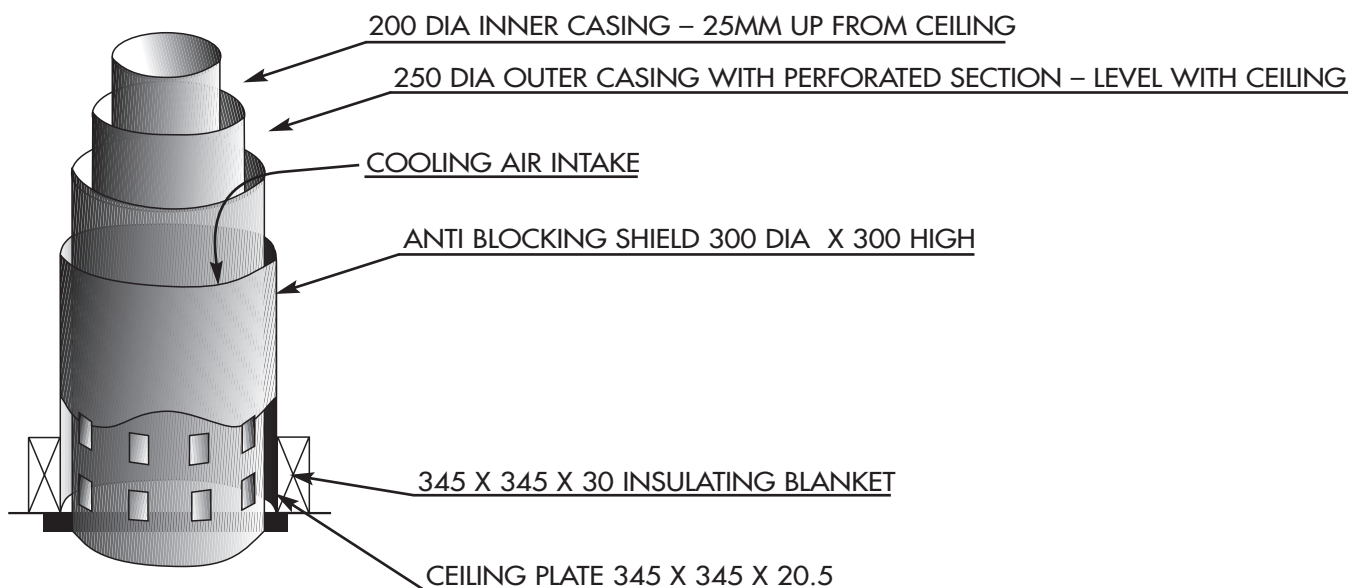 200 DIA INNER CASING – 25MM UP FROM CEILING
250 DIA OUTER CASING WITH PERFORATED SECTION – LEVEL WITH CEILING
COOLING AIR INTAKE
ANTI BLOCKING SHIELD 300 DIA  X 300 HIGH
345 X 345 X 30 INSULATING BLANKET
CEILING PLATE 345 X 345 X 20.5